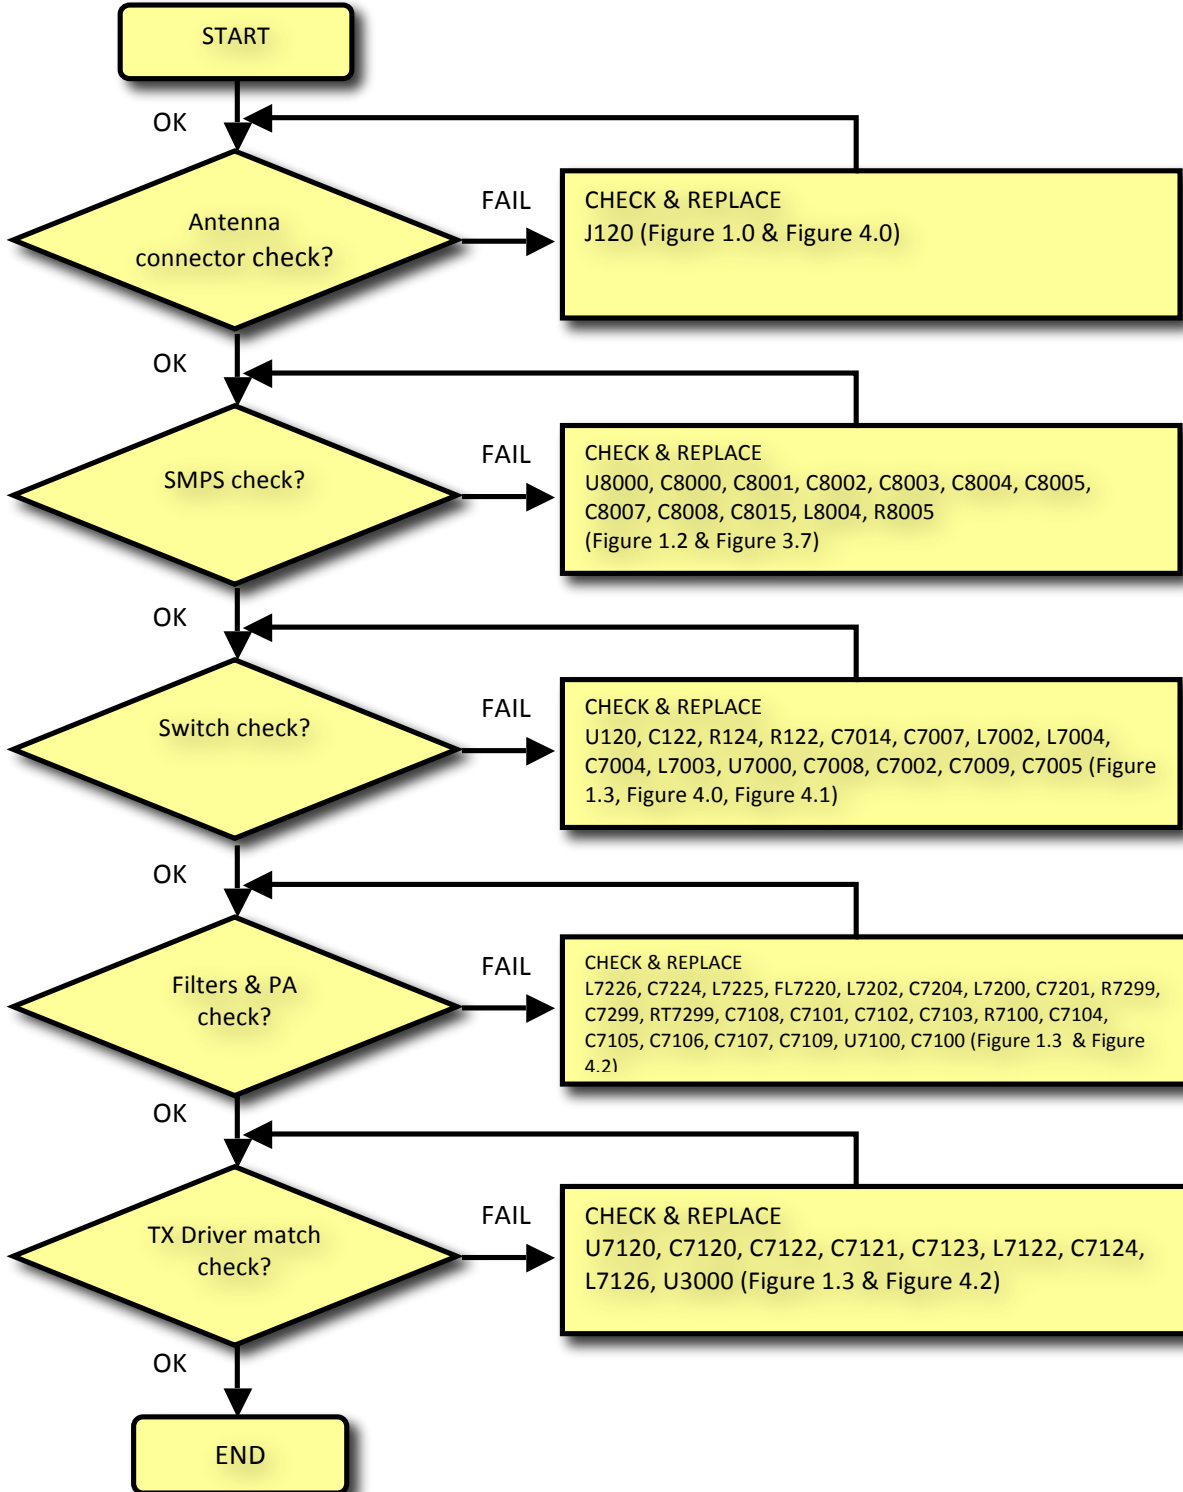 START
OK
Antenna
connector check?
FAIL
CHECK & REPLACE
J120 (Figure 1.0 & Figure 4.0)
OK
SMPS check?
FAIL
CHECK & REPLACE
U8000, C8000, C8001, C8002, C8003, C8004, C8005,
C8007, C8008, C8015, L8004, R8005
(Figure 1.2 & Figure 3.7)
OK
Switch check?
FAIL
CHECK & REPLACE
U120, C122, R124, R122, C7014, C7007, L7002, L7004,
C7004, L7003, U7000, C7008, C7002, C7009, C7005 (Figure
1.3, Figure 4.0, Figure 4.1)
OK
Filters & PA
check?
FAIL
CHECK & REPLACE
L7226, C7224, L7225, FL7220, L7202, C7204, L7200, C7201, R7299,
C7299, RT7299, C7108, C7101, C7102, C7103, R7100, C7104,
C7105, C7106, C7107, C7109, U7100, C7100 (Figure 1.3 & Figure
4.2)
OK
TX Driver match
check?
FAIL
CHECK & REPLACE
U7120, C7120, C7122, C7121, C7123, L7122, C7124,
L7126, U3000 (Figure 1.3 & Figure 4.2)
OK
END